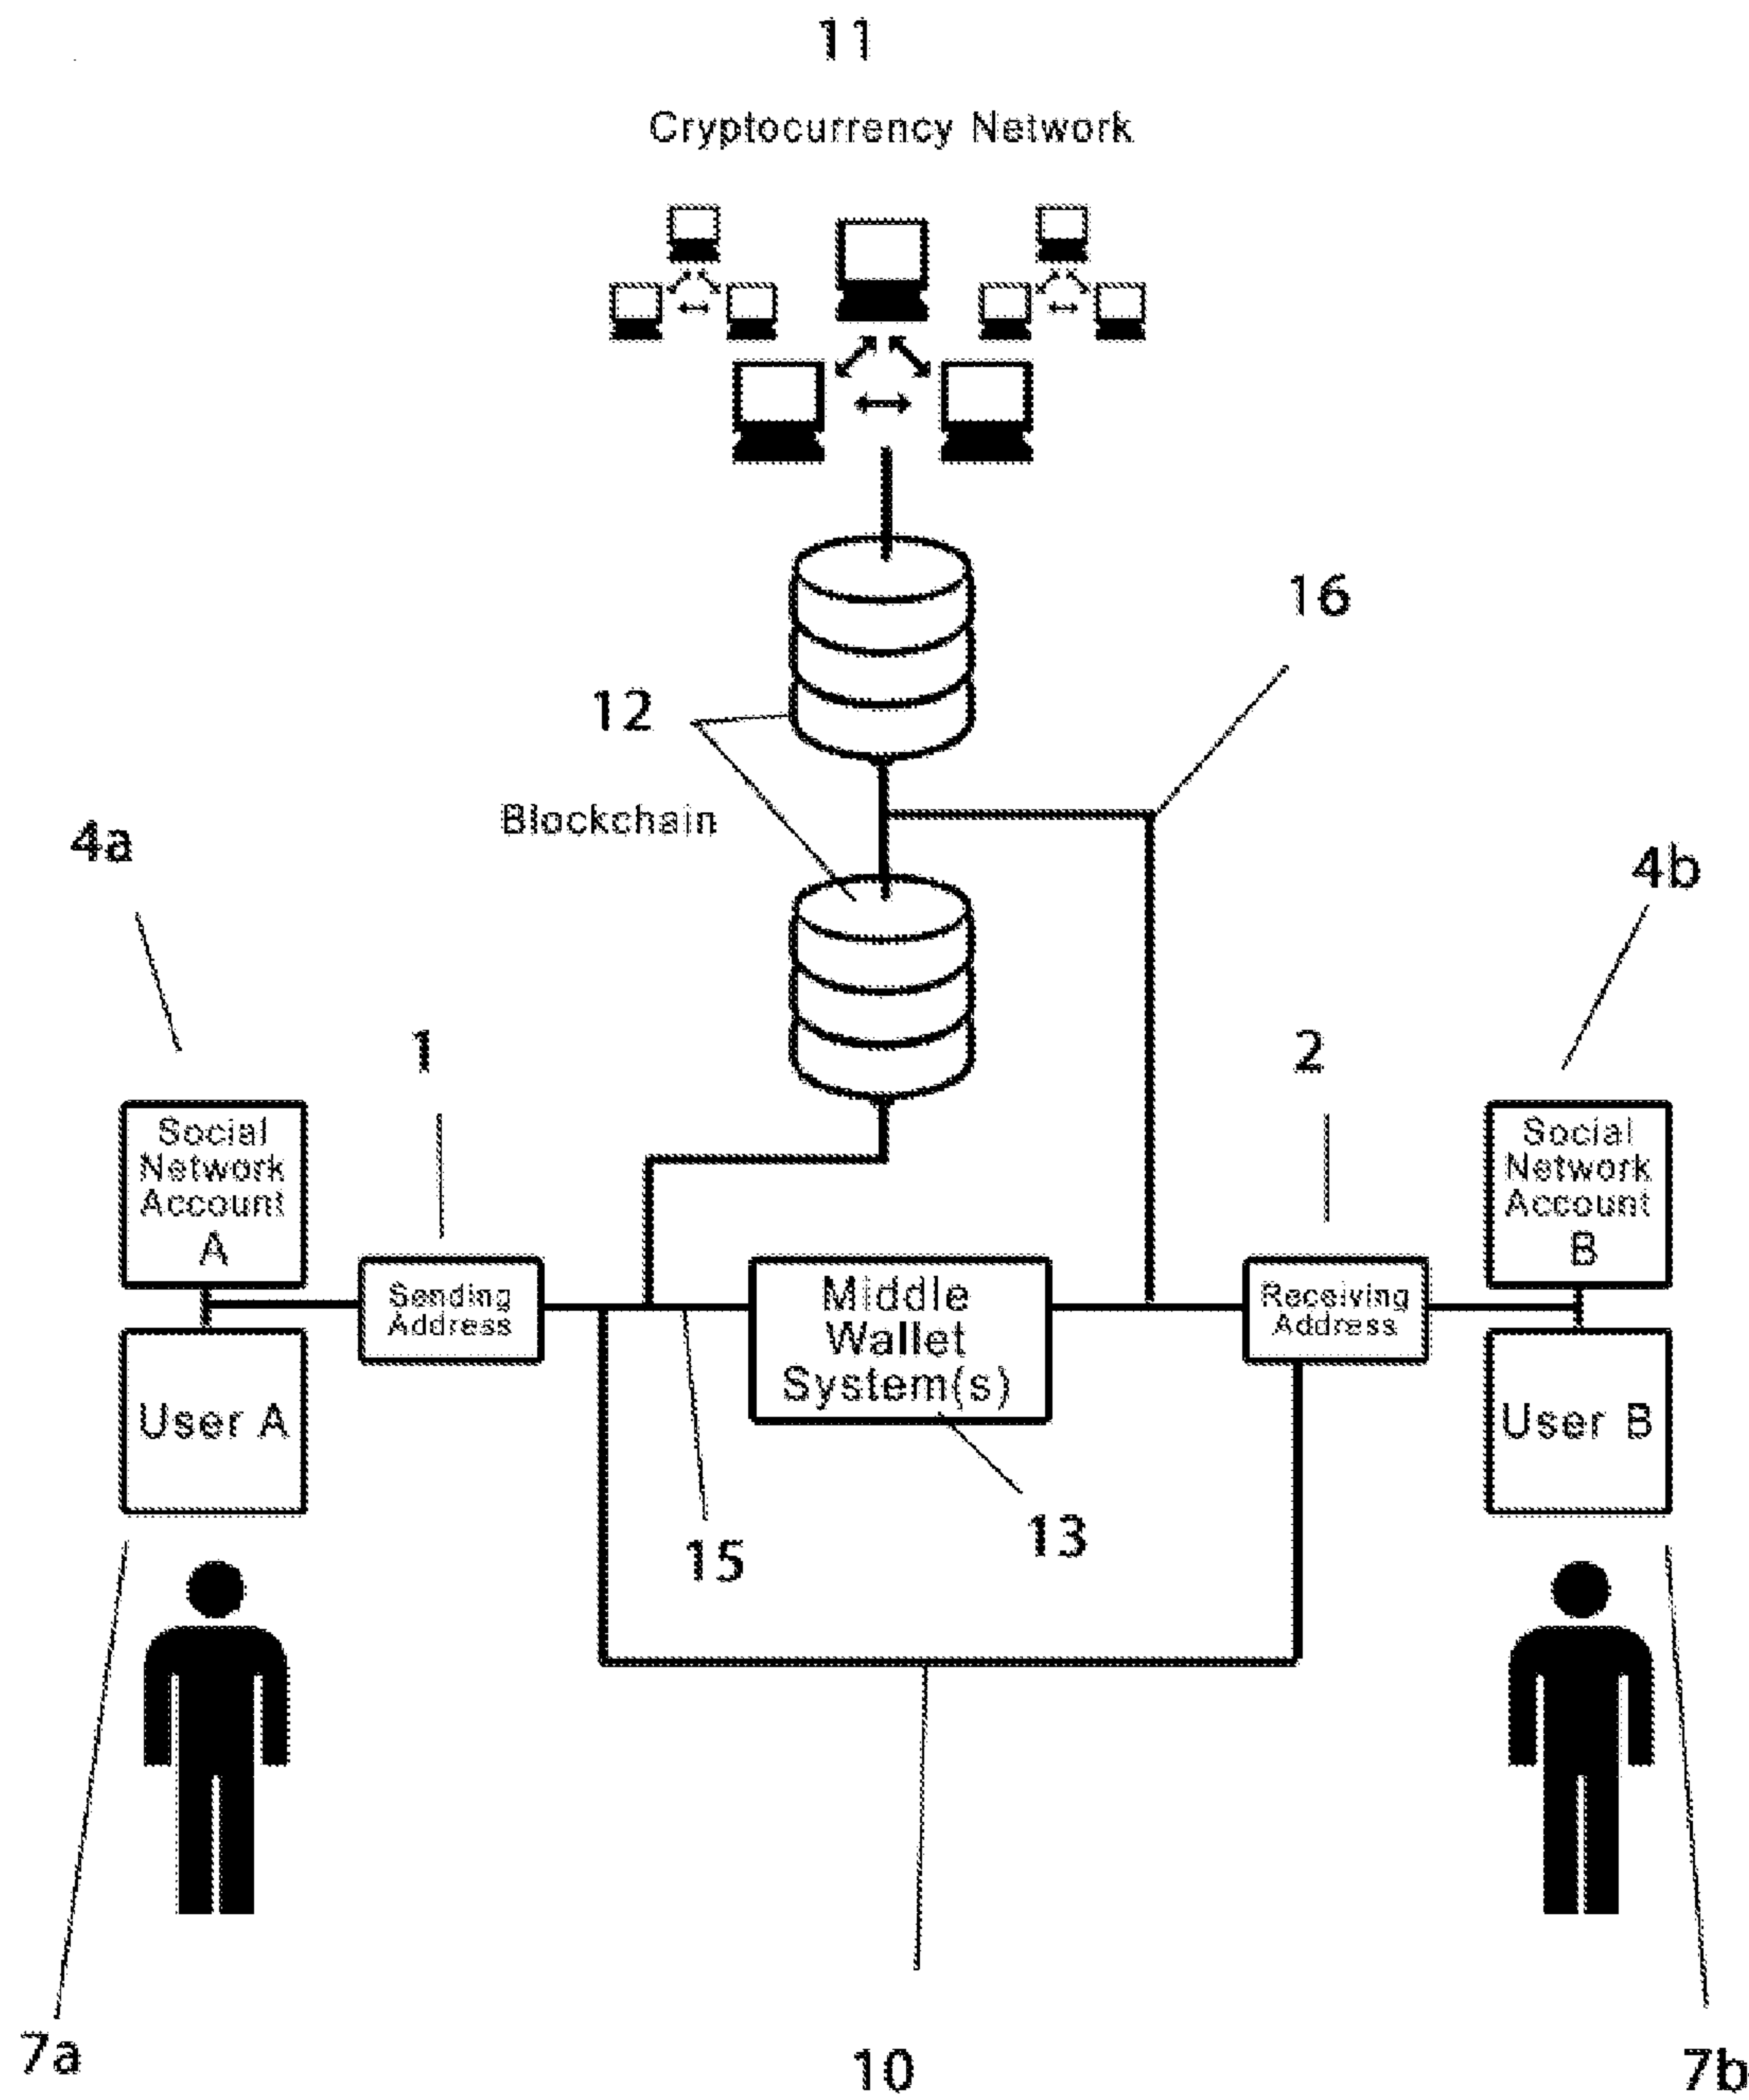 11
Cryptocurrency Network
16
12
Blockchain
4a
4b
1
2
Social
Network
Account
A
Social
Network
Account
B
Sending
Address
Middle
Wallet
System(s)
Receiving
Address
User A
User B
15
13
7a
10
7b